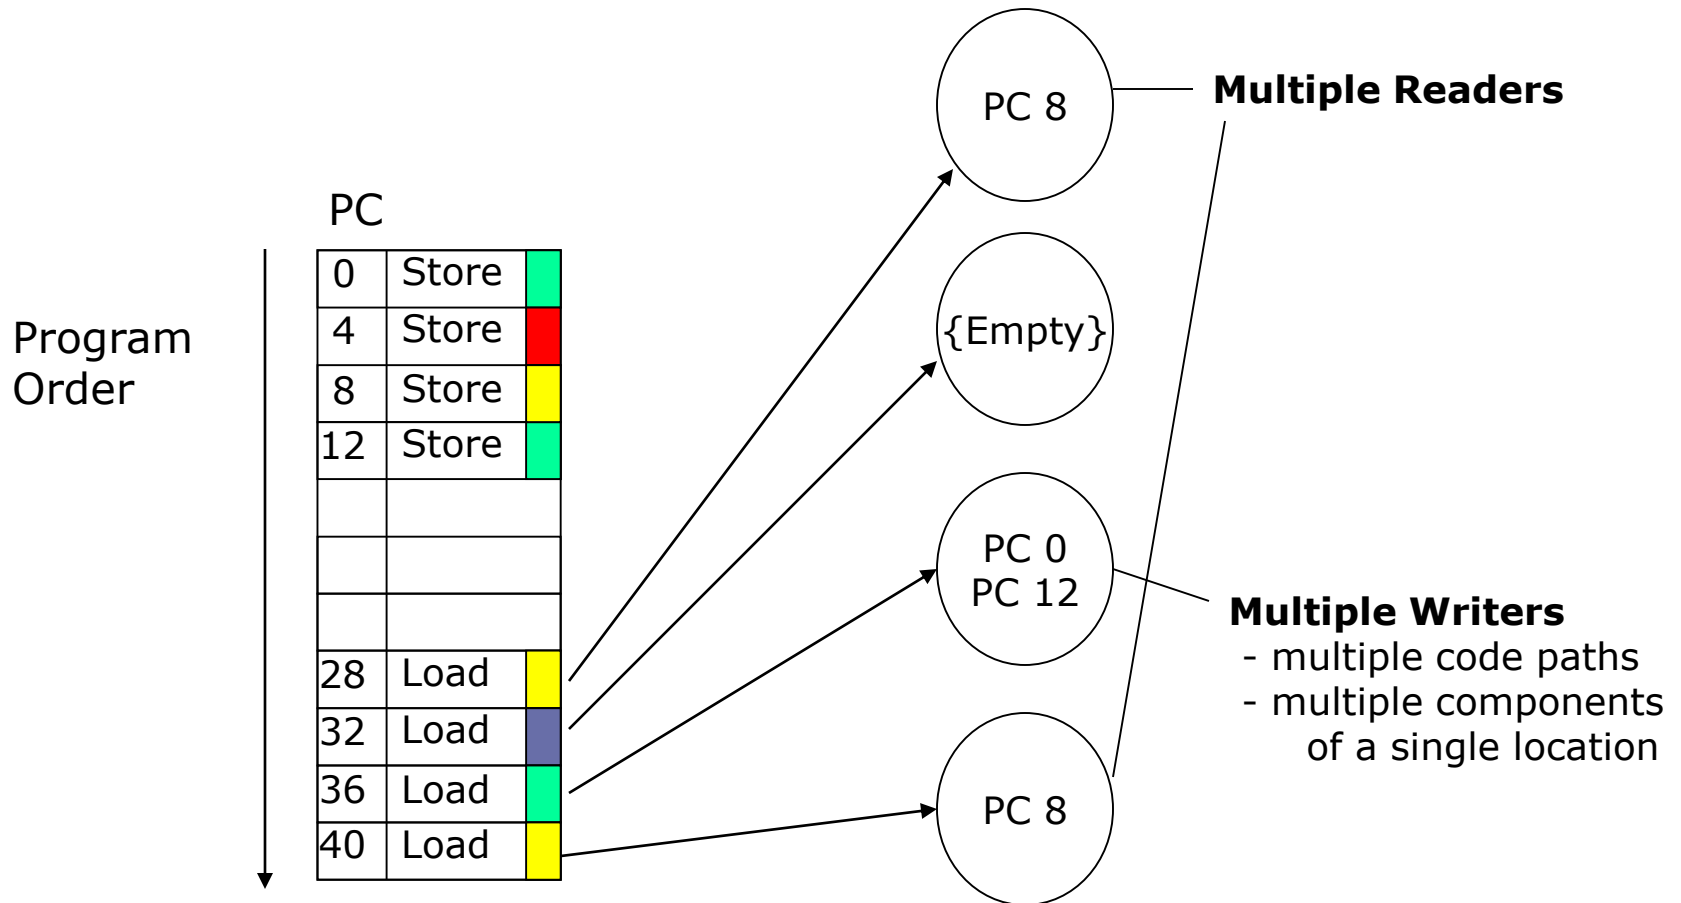 Program
Order
PC
0 Store
4 Store
8 Store
12 Store
28 Load
32 Load
36 Load
40 Load
PC 8
{Empty}
PC 0
PC 12
PC 8
Multiple Readers
Multiple Writers
- multiple code paths
- multiple components
of a single location